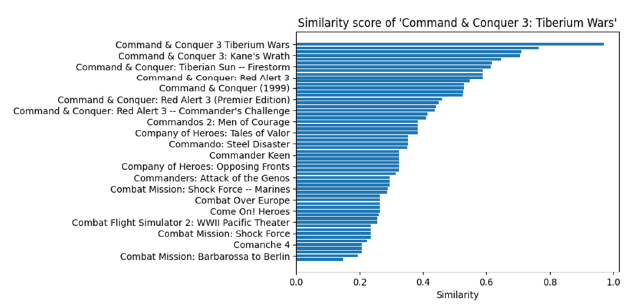 Similarity score of 'Command & Conquer 3: Tiberium Wars'
Command & Conquer 3 Tiberium Wars
Command & Conquer 3: Kane's Wrath
Command & Conquer: Tiberian Sun -- Firestorm
Command & Conquer: Red Alert 3
Command & Conquer (1999)
Command & Conquer: Red Alert 3 (Premier Edition)
Command & Conquer: Red Alert 3 -- Commander's Challenge
Commandos 2: Men of Courage
Company of Heroes: Tales of Valor
Commando: Steel Disaster
Commander Keen
Company of Heroes: Opposing Fronts
Commanders: Attack of the Genos
Combat Mission: Shock Force -- Marines
Combat Over Europe
Come On! Heroes
Combat Flight Simulator 2: WWII Pacific Theater
Combat Mission: Shock Force
Comanche 4
Combat Mission: Barbarossa to Berlin
0.0 0.2 0.4 0.6 0.8 1.0
Similarity